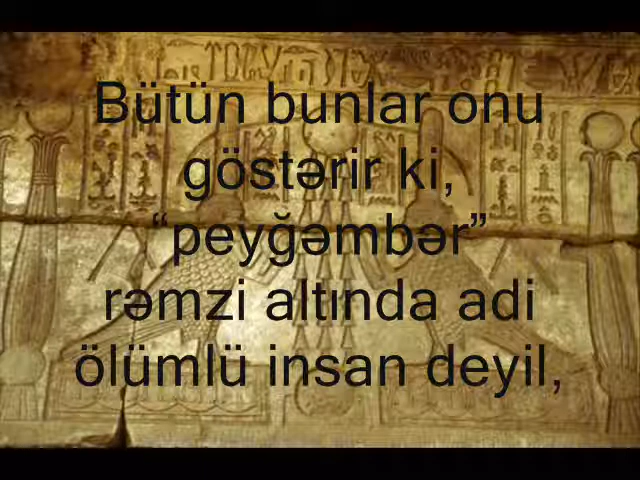 Bütün bunlar onu
göstərir ki,
“peyğəmbər”
rəmzi altında adi
ölümlü insan deyil,